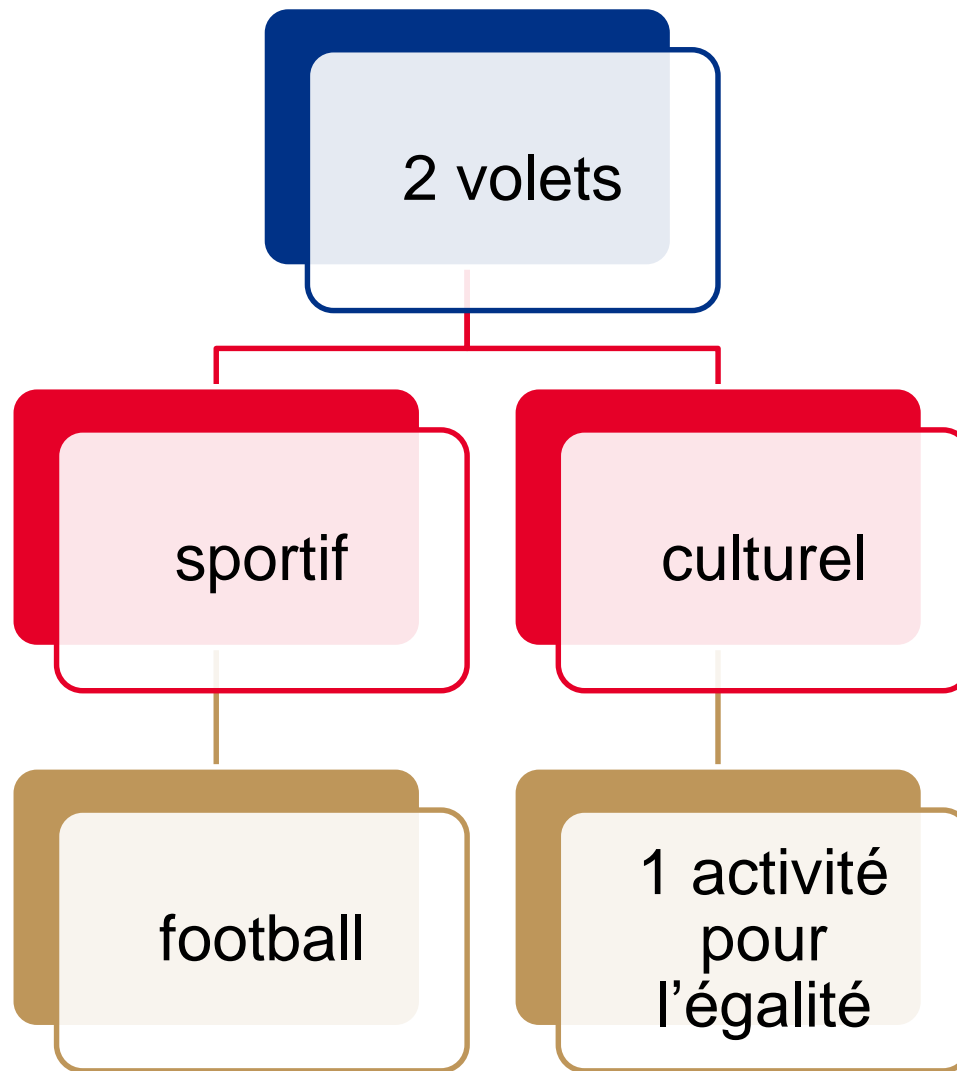 2 volets
sportif
culturel
football
1 activité
pour
l’égalité